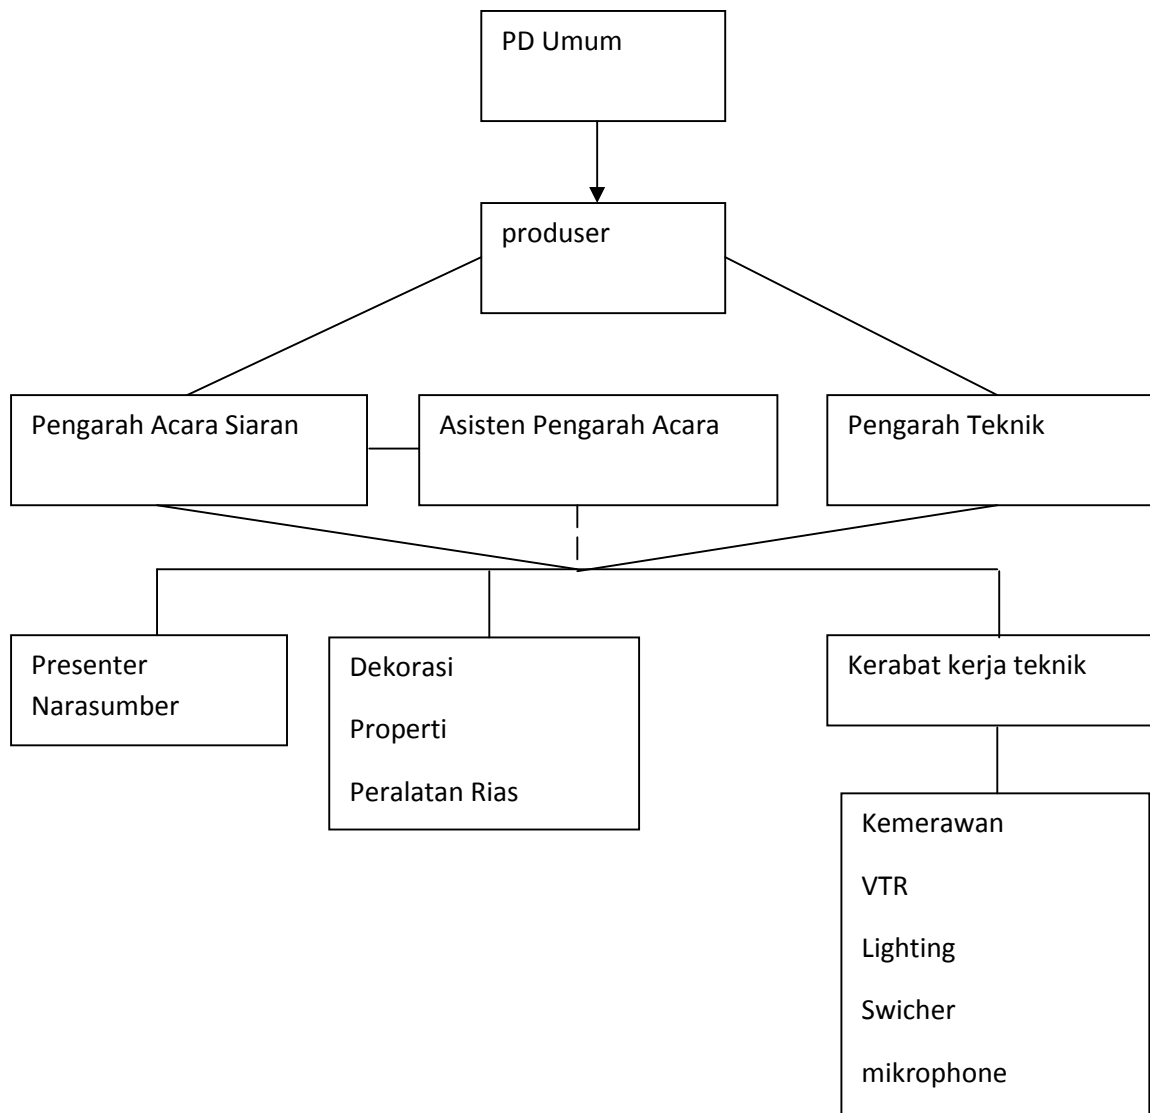 PD Umum
produser
Pengarah Acara Siaran
Asisten Pengarah Acara
Pengarah Teknik
Presenter
Narasumber
Dekorasi
Properti
Peralatan Rias
Kerabat kerja teknik
Kemerawan
VTR
Lighting
Swicher
mikrophone